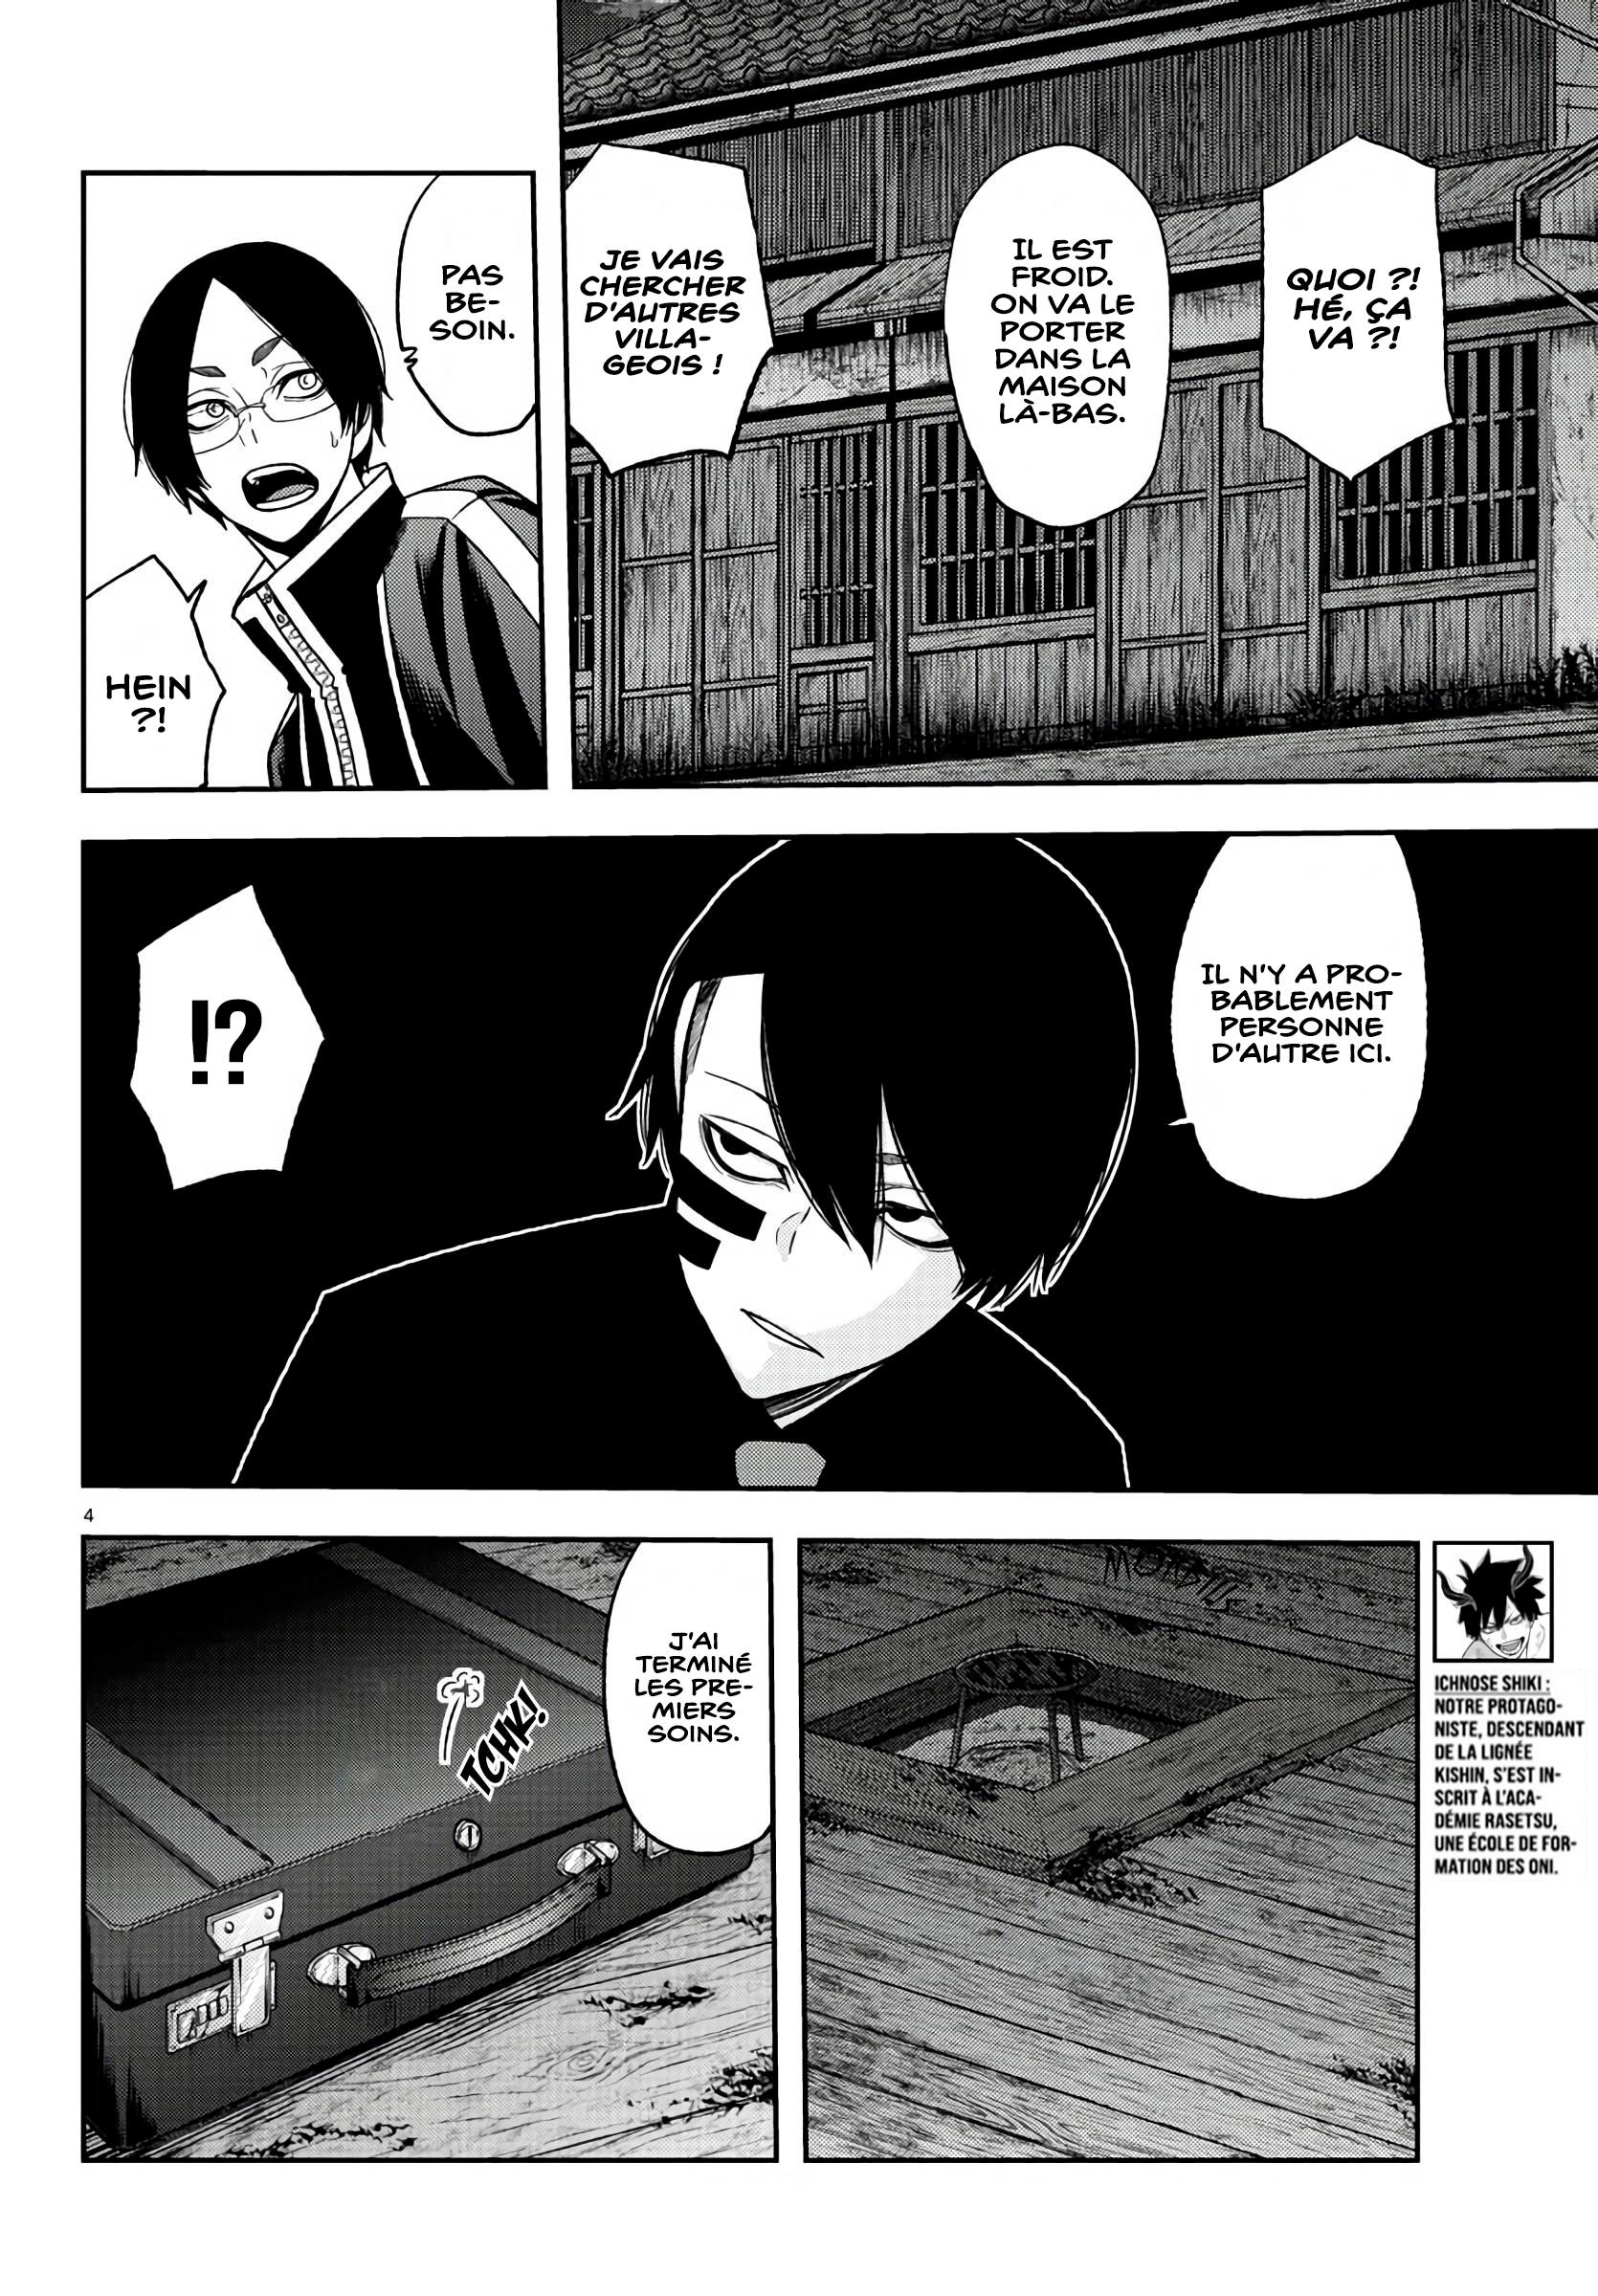 QUOI ?!
HÉ, ÇA
VA ?!
IL EST
FROID.
ON VA LE
PORTER
DANS LA
MAISON
LÀ-BAS.
JE VAIS
CHERCHER
D'AUTRES
VILLA-
GEOIS !
PAS
BE-
SOIN.
HEIN
?!
IL N'Y A PRO-
BABLEMENT
PERSONNE
D'AUTRE ICI.
!?
4
J'AI
TERMINÉ
LES PRE-
MIERS
SOINS.
TCHK!
ICHNOSE SHIKI :
NOTRE PROTAGO-
NISTE, DESCENDANT
DE LA LIGNÉE
KISHIN, S'EST IN-
SCRIT À L'ACA-
DÉMIE RASETSU,
UNE ÉCOLE DE FOR-
MATION DES ONI.